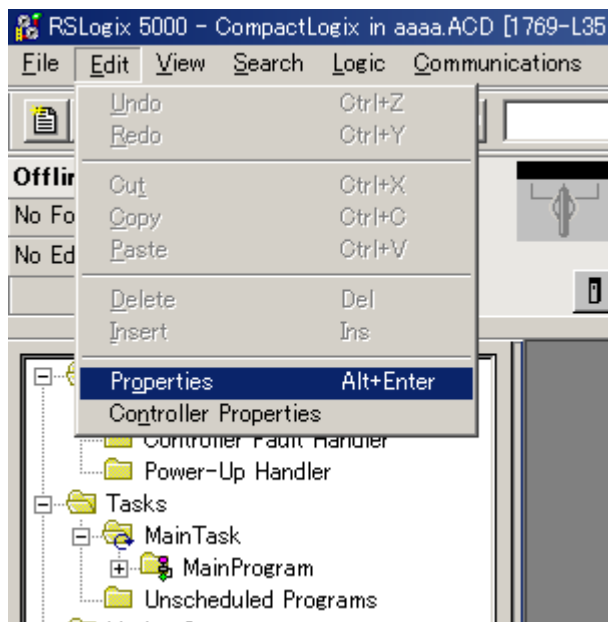 RSLogix 5000 - CompactLogix in aaaa.ACD [1769-L35
File Edit View Search Logic Communications
Undo Ctrl+Z
Redo Ctrl+Y
Cut Ctrl+X
Copy Ctrl+C
Paste Ctrl+V
Delete Del
Insert Ins
Properties Alt+Enter
Controller Properties
No Fo
No Ed
Controller Fault Handler
Power-Up Handler
Tasks
MainTask
MainProgram
Unscheduled Programs